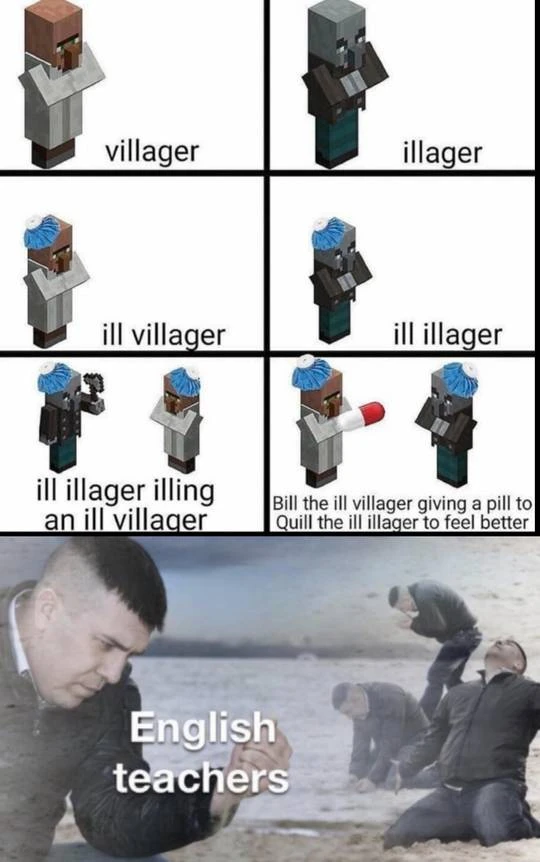 villager
illager
ill villager
ill illager
ill illager illing
an ill villager
Bill the ill villager giving a pill to
Quill the ill illager to feel better
English
teachers